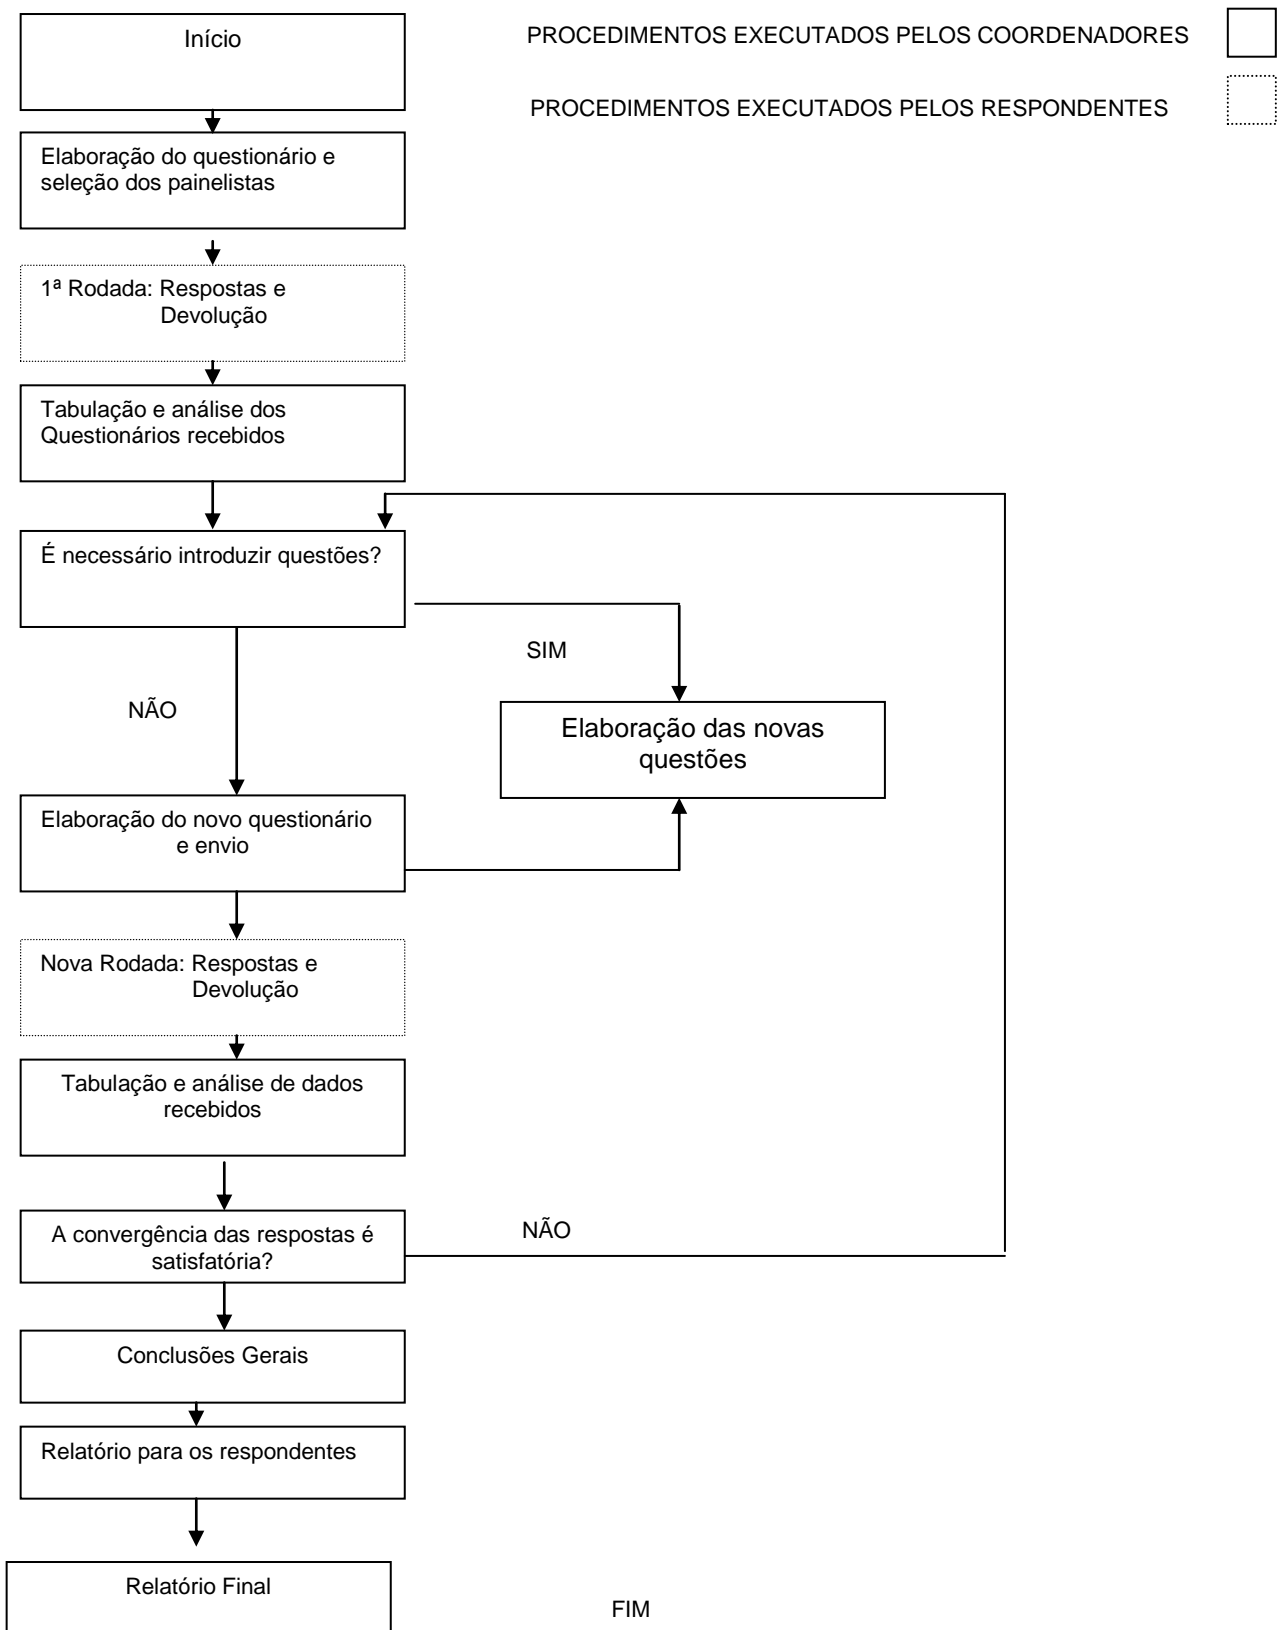 Início
PROCEDIMENTOS EXECUTADOS PELOS COORDENADORES
PROCEDIMENTOS EXECUTADOS PELOS RESPONDENTES
Elaboração do questionário e
seleção dos painelistas
1ª Rodada: Respostas e
Devolução
Tabulação e análise dos
Questionários recebidos
É necessário introduzir questões?
SIM
NÃO
Elaboração das novas
questões
Elaboração do novo questionário
e envio
Nova Rodada: Respostas e
Devolução
Tabulação e análise de dados
recebidos
A convergência das respostas é
satisfatória?
NÃO
Conclusões Gerais
Relatório para os respondentes
Relatório Final
FIM